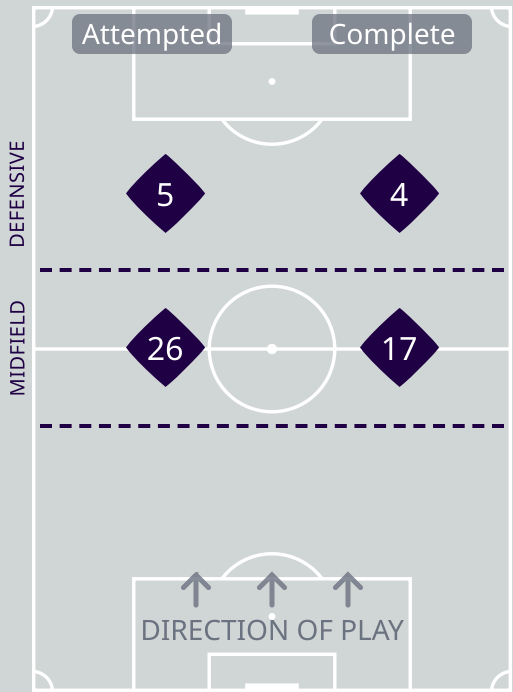 Attempted Complete
DEFENSIVE
5 4
MIDFIELD
26 17
DIRECTION OF PLAY